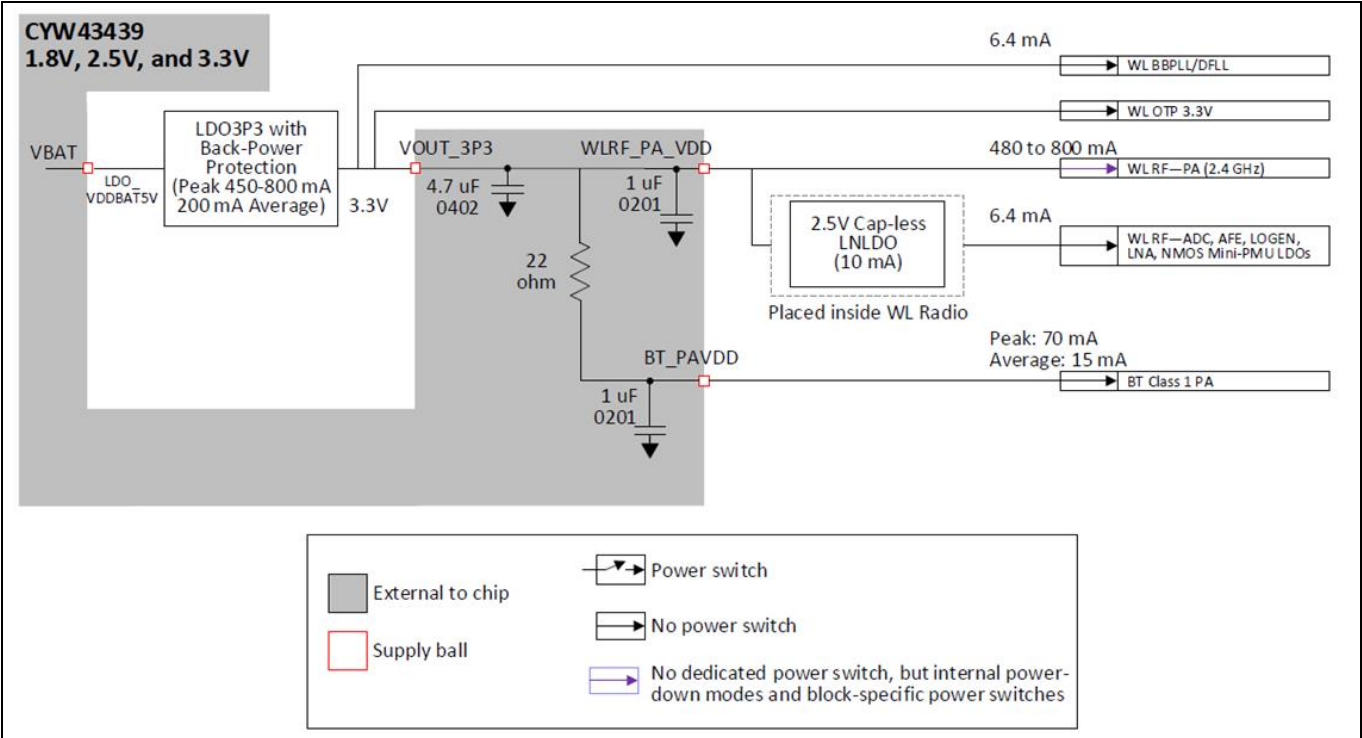 CYW43439
1.8V, 2.5V, and 3.3V
6.4 mA
WL BBPLL/DFLL
WL OTP 3.3V
VBAT
LDO_
VDDBAT5V
LDO3P3 with
Back-Power
Protection
(Peak 450-800 mA
200 mA Average)
3.3V
VOUT_3P3
4.7 uF
0402
WLRF_PA_VDD
1 uF
0201
480 to 800 mA
WLRF—PA (2.4 GHz)
22
ohm
2.5V Cap-less
LNLDO
(10 mA)
Placed inside WL Radio
6.4 mA
WLRF—ADC, AFE, LOGEN,
LNA, NMOS Mini-PMU LDOs
BT_PAVDD
1 uF
0201
Peak: 70 mA
Average: 15 mA
BT Class 1 PA
External to chip
Supply ball
Power switch
No power switch
No dedicated power switch, but internal power-
down modes and block-specific power switches